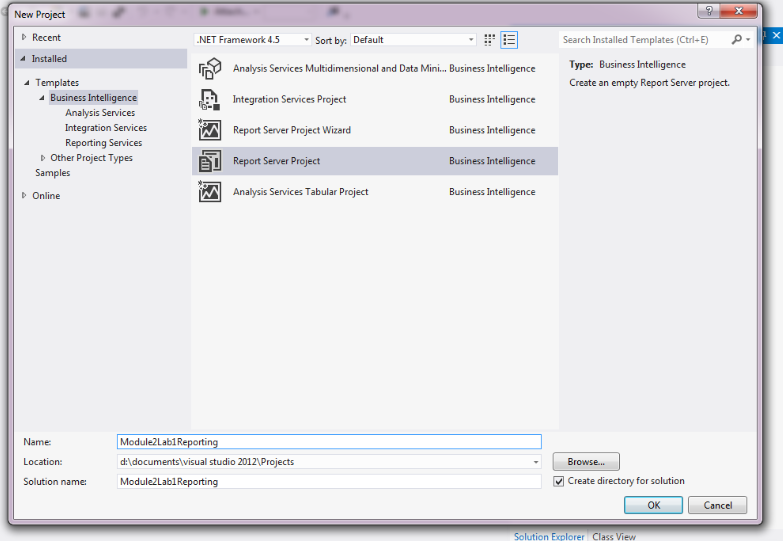 New Project
Recent
Installed
Templates
Business Intelligence
Analysis Services
Integration Services
Reporting Services
Other Project Types
Samples
Online
.NET Framework 4.5 Sort by: Default
Search Installed Templates (Ctrl+E)
Analysis Services Multidimensional and Data Mini... Business Intelligence
Integration Services Project Business Intelligence
Report Server Project Wizard Business Intelligence
Report Server Project Business Intelligence
Analysis Services Tabular Project Business Intelligence
Type: Business Intelligence
Create an empty Report Server project.
Name: Module2Lab1Reporting
Location: d:\documents\visual studio 2012\Projects Browse...
Solution name: Module2Lab1Reporting Create directory for solution
OK Cancel
Solution Explorer Class View